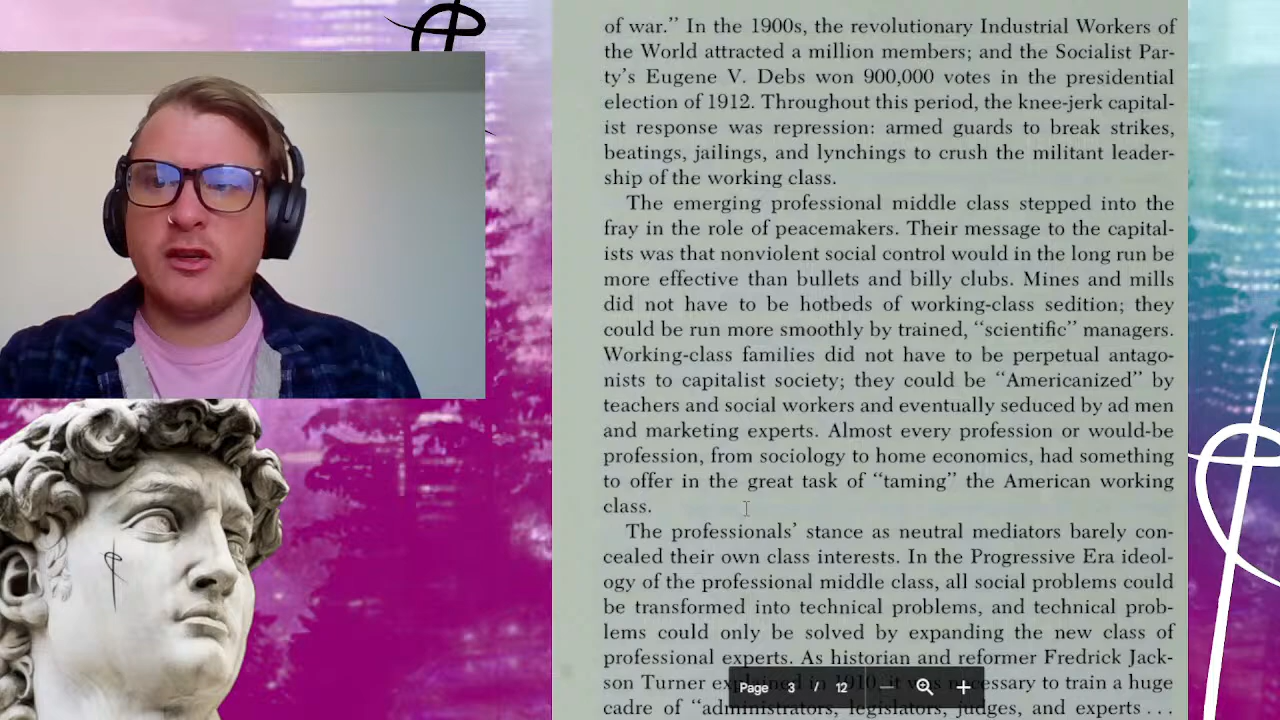 of war.” In the 1900s, the revolutionary Industrial Workers of
the World attracted a million members; and the Socialist Par-
ty’s Eugene V. Debs won 900,000 votes in the presidential
election of 1912. Throughout this period, the knee-jerk capital-
ist response was repression: armed guards to break strikes,
beatings, jailings, and lynchings to crush the militant leader-
ship of the working class.
The emerging professional middle class stepped into the
fray in the role of peacemakers. Their message to the capital-
ists was that nonviolent social control would in the long run be
more effective than bullets and billy clubs. Mines and mills
did not have to be hotbeds of working-class sedition; they
could be run more smoothly by trained, “scientific” managers.
Working-class families did not have to be perpetual antago-
nists to capitalist society; they could be “Americanized” by
teachers and social workers and eventually seduced by ad men
and marketing experts. Almost every profession or would-be
profession, from sociology to home economics, had something
to offer in the great task of “taming” the American working
class.
The professionals’ stance as neutral mediators barely con-
cealed their own class interests. In the Progressive Era ideol-
ogy of the professional middle class, all social problems could
be transformed into technical problems, and technical prob-
lems could only be solved by expanding the new class of
professional experts. As historian and reformer Fredrick Jack-
son Turner explained in 1910, it was necessary to train a huge
cadre of “administrators, legislators, judges, and experts . . .
Page 3 / 12